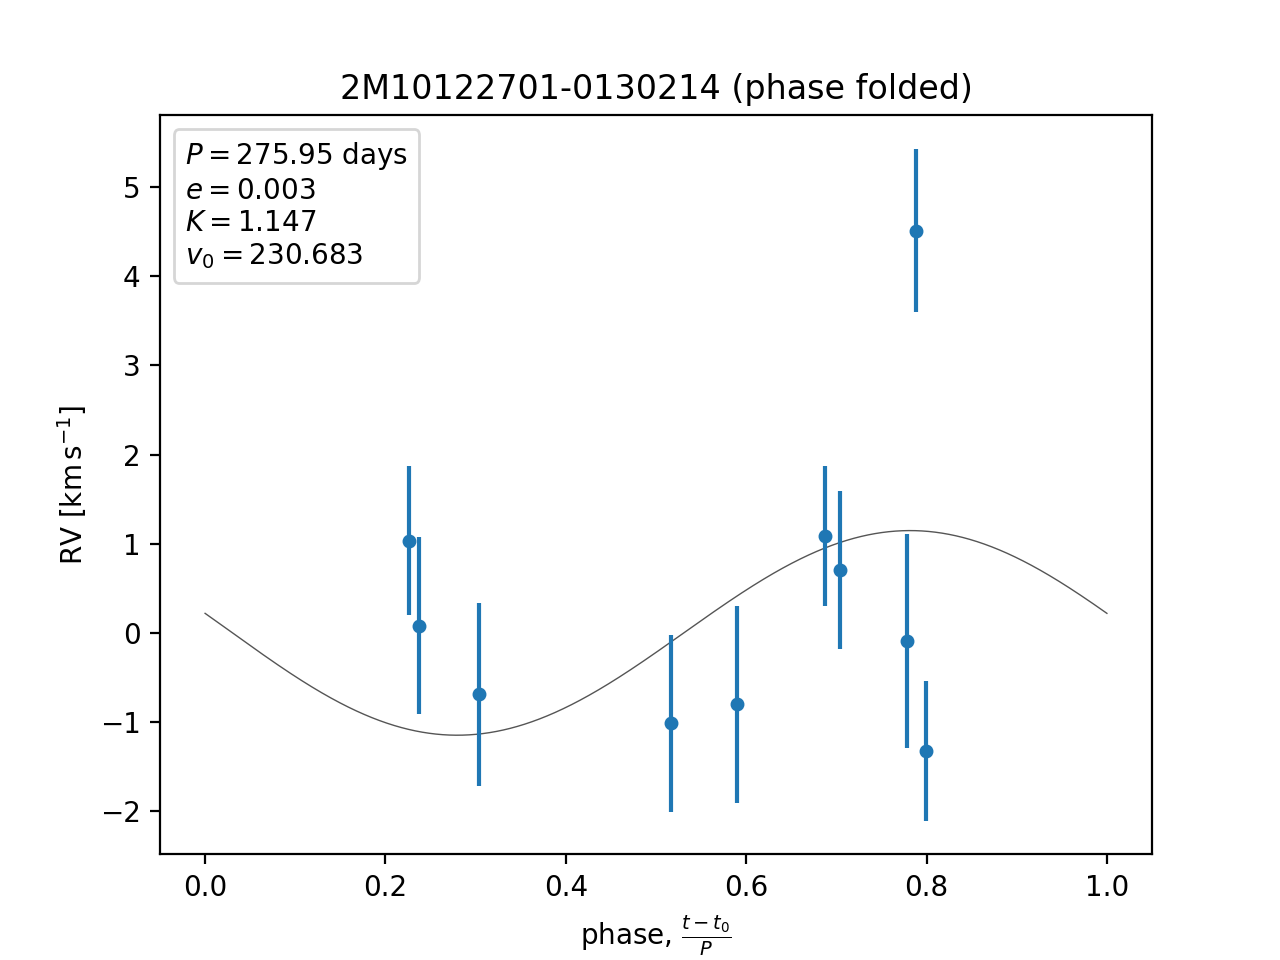 2M10122701-0130214 (phase folded)
P = 275.95 days
e = 0.003
K = 1.147
v₀ = 230.683
5
4
3
2
1
0
−1
−2
RV [km s⁻¹]
0.0 0.2 0.4 0.6 0.8 1.0
phase, (t − t₀)/P